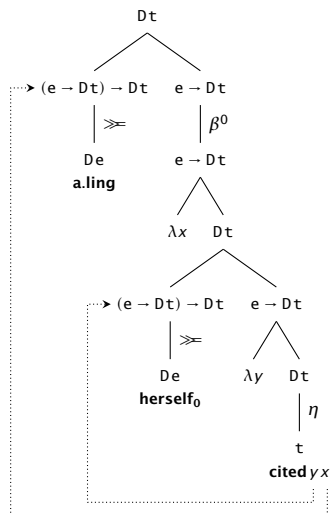 Dt
(e → Dt) → Dt e → Dt
≫= β⁰
De e → Dt
a.ling
λx Dt
(e → Dt) → Dt e → Dt
≫=
De λy Dt
herself₀
η
t
cited y x